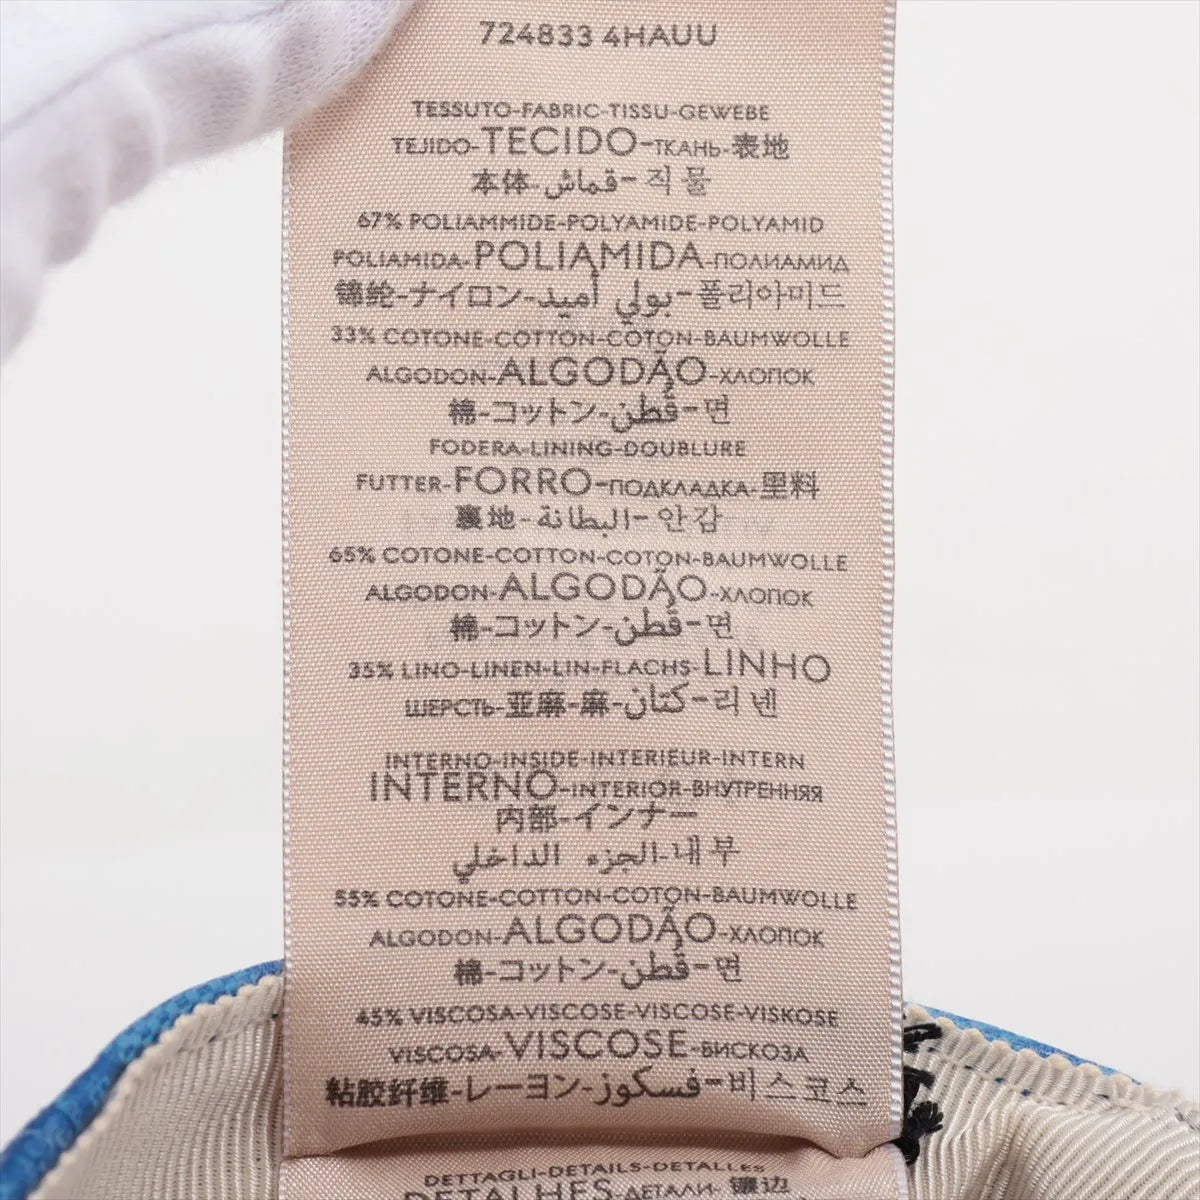 724833 4HAUU
TESSUTO-FABRIC-TISSU-GEWEBE
TEJIDO-TECIDO-ТКАНЬ-表地
本体-قماش-직물
67% POLIAMMIDE-POLYAMIDE-POLYAMID
POLIAMIDA-POLIAMIDA-ПОЛИАМИД
锦纶-ナイロン-بولي أميد-폴리아미드
33% COTONE-COTTON-COTON-BAUMWOLLE
ALGODON-ALGODÃO-ХЛОПОК
棉-コットン-قطن-면
FODERA-LINING-DOUBLURE
FUTTER-FORRO-ПОДКЛАДКА-里料
裏地-البطانة-안감
65% COTONE-COTTON-COTON-BAUMWOLLE
ALGODON-ALGODÃO-ХЛОПОК
棉-コットン-قطن-면
35% LINO-LINEN-LIN-FLACHS-LINHO
ШЕРСТЬ-亚麻-麻-كتان-리넨
INTERNO-INSIDE-INTERIEUR-INTERN
INTERNO-INTERIOR-ВНУТРЕННЯЯ
内部-インナー
الجزء الداخلي-내부
55% COTONE-COTTON-COTON-BAUMWOLLE
ALGODON-ALGODÃO-ХЛОПОК
棉-コットン-قطن-면
45% VISCOSA-VISCOSE-VISCOSE-VISKOSE
VISCOSA-VISCOSE-ВИСКОЗА
粘胶纤维-レーヨン-فسكوز-비스코스
DETTAGLI-DETAILS-DETALLES
DETALHES-ДЕТАЛИ-镶边